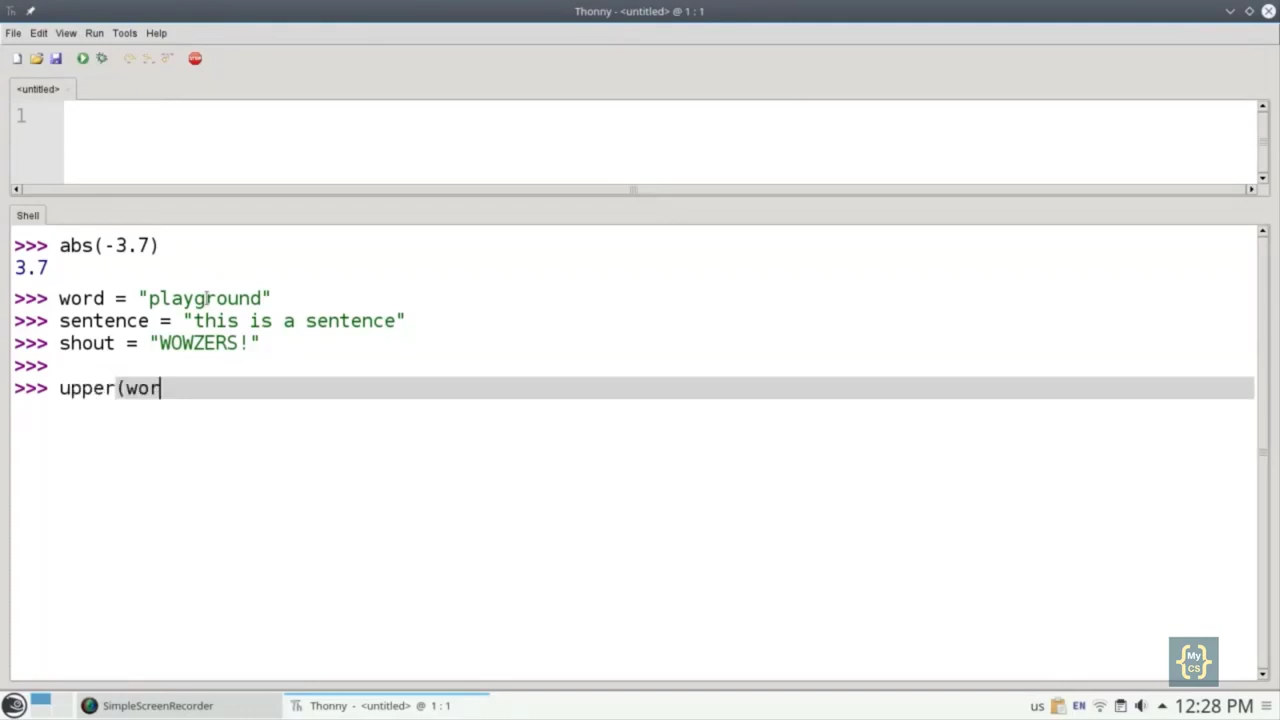 Thonny - <untitled> @ 1 : 1
File Edit View Run Tools Help
<untitled>
1
Shell
>>> abs(-3.7)
3.7
>>> word = "playground"
>>> sentence = "this is a sentence"
>>> shout = "WOWZERS!"
>>>
>>> upper(wor
{My CS}
SimpleScreenRecorder Thonny - <untitled> @ 1 : 1 us EN 12:28 PM